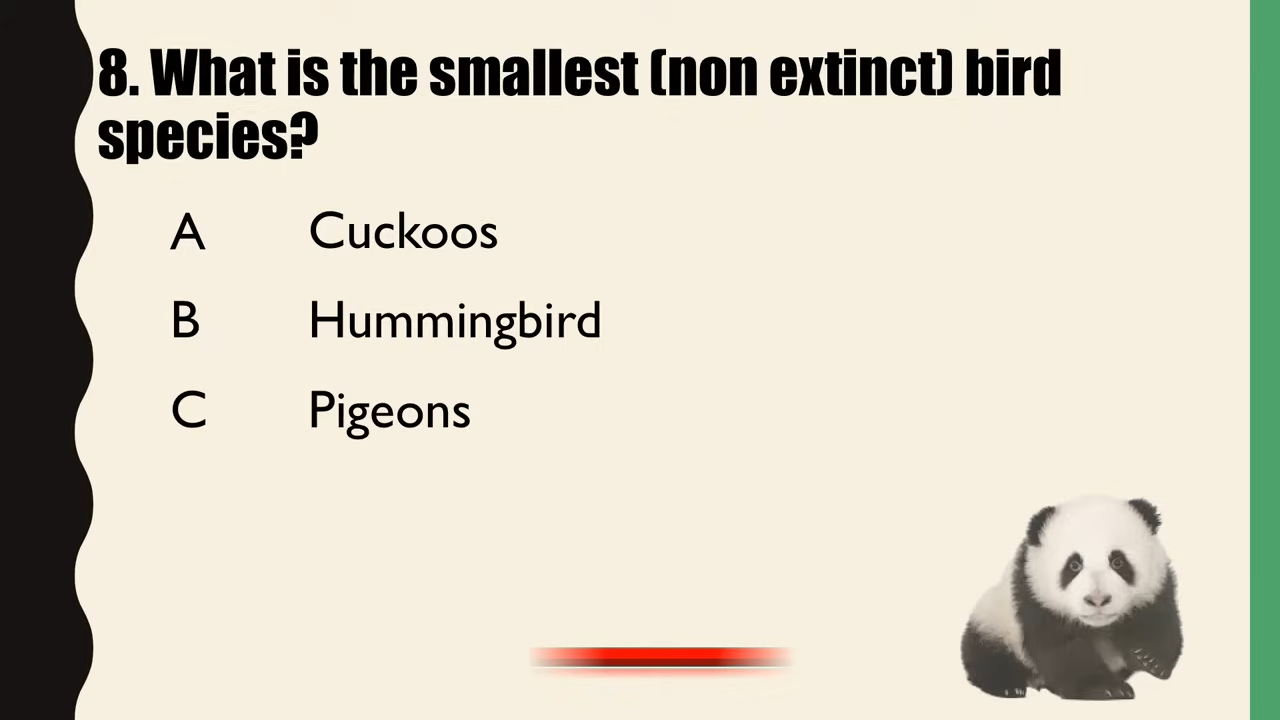 8. What is the smallest (non extinct) bird
species?
A Cuckoos
B Hummingbird
C Pigeons